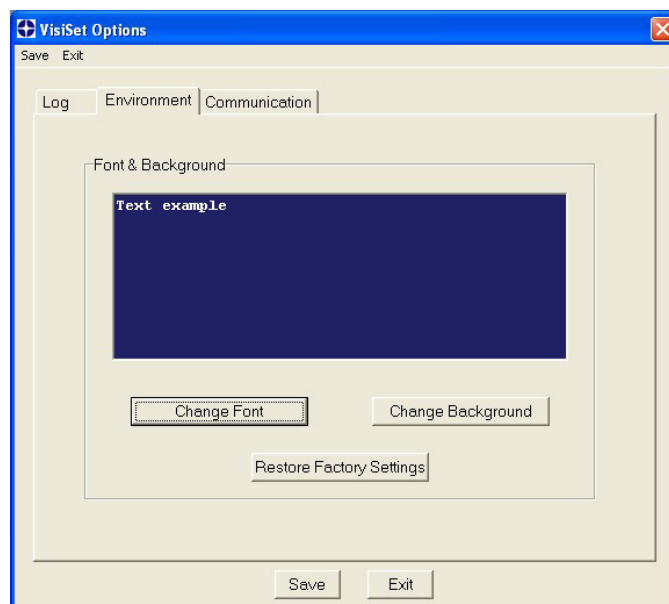 VisiSet Options
Save Exit
Log Environment Communication
Font & Background
Text example
Change Font Change Background
Restore Factory Settings
Save Exit